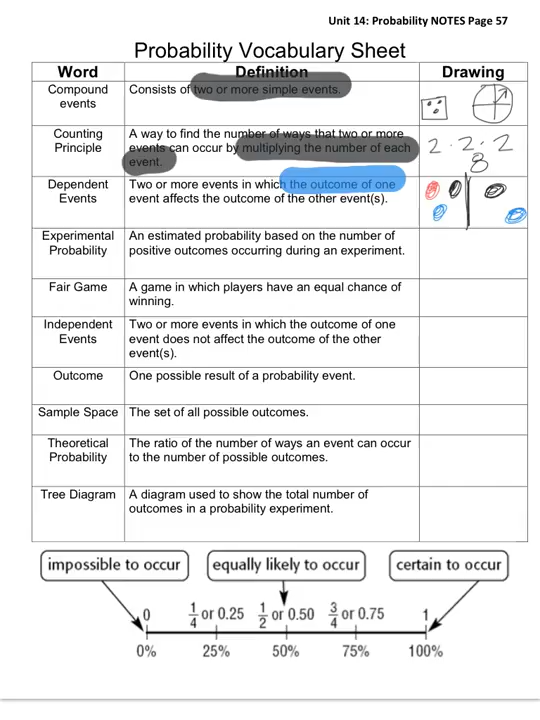 Unit 14: Probability NOTES Page 57
Probability Vocabulary Sheet
Word Definition Drawing
Compound
events
Consists of two or more simple events.
Counting
Principle
A way to find the number of ways that two or more
events can occur by multiplying the number of each
event.
2 · 2 · 2
8
Dependent
Events
Two or more events in which the outcome of one
event affects the outcome of the other event(s).
Experimental
Probability
An estimated probability based on the number of
positive outcomes occurring during an experiment.
Fair Game
A game in which players have an equal chance of
winning.
Independent
Events
Two or more events in which the outcome of one
event does not affect the outcome of the other
event(s).
Outcome
One possible result of a probability event.
Sample Space
The set of all possible outcomes.
Theoretical
Probability
The ratio of the number of ways an event can occur
to the number of possible outcomes.
Tree Diagram
A diagram used to show the total number of
outcomes in a probability experiment.
impossible to occur equally likely to occur certain to occur
0 1/4 or 0.25 1/2 or 0.50 3/4 or 0.75 1
0% 25% 50% 75% 100%